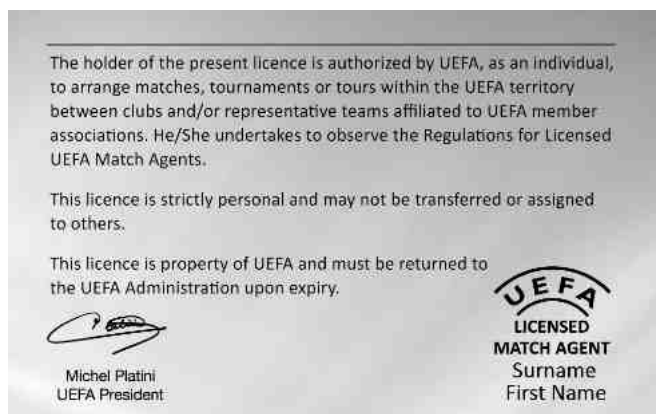 The holder of the present licence is authorized by UEFA, as an individual,
to arrange matches, tournaments or tours within the UEFA territory
between clubs and/or representative teams affiliated to UEFA member
associations. He/She undertakes to observe the Regulations for Licensed
UEFA Match Agents.
This licence is strictly personal and may not be transferred or assigned
to others.
This licence is property of UEFA and must be returned to
the UEFA Administration upon expiry.
Michel Platini
UEFA President
UEFA
LICENSED
MATCH AGENT
Surname
First Name